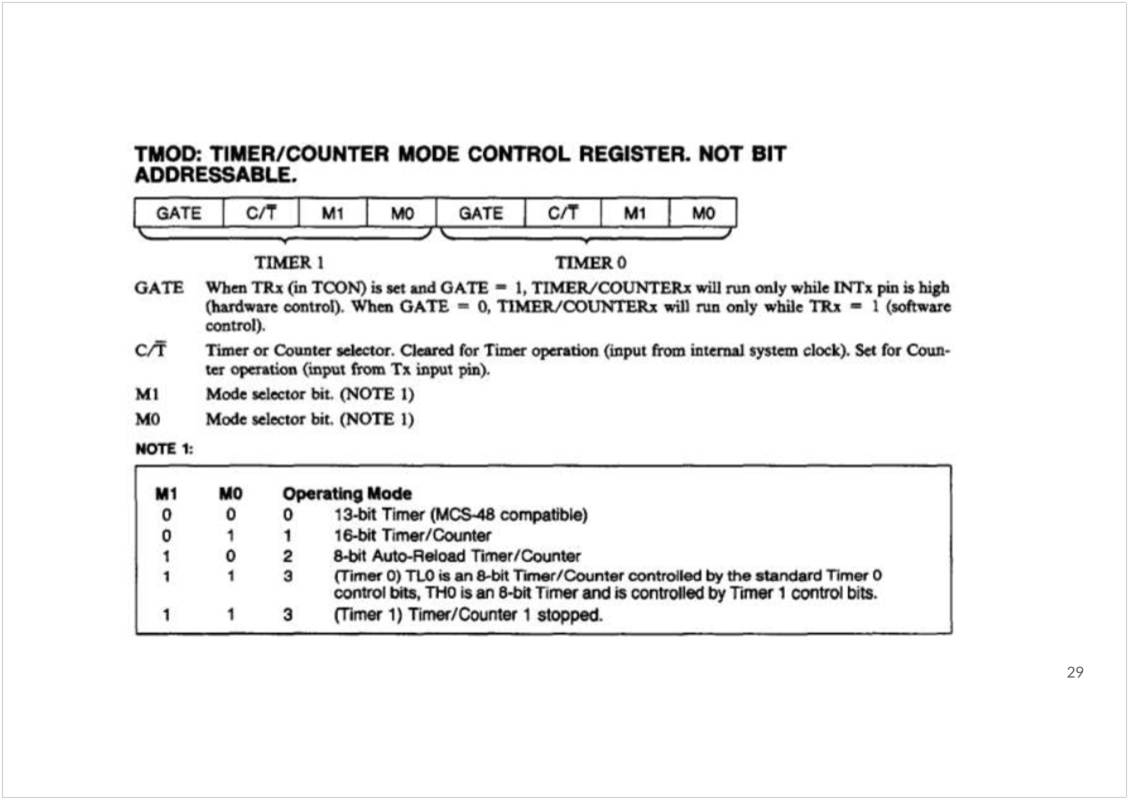 TMOD: TIMER/COUNTER MODE CONTROL REGISTER. NOT BIT
ADDRESSABLE.
GATE C/T̅ M1 M0 GATE C/T̅ M1 M0
TIMER 1 TIMER 0
GATE When TRx (in TCON) is set and GATE = 1, TIMER/COUNTERx will run only while INTx pin is high
(hardware control). When GATE = 0, TIMER/COUNTERx will run only while TRx = 1 (software
control).
C/T̅ Timer or Counter selector. Cleared for Timer operation (input from internal system clock). Set for Coun-
ter operation (input from Tx input pin).
M1 Mode selector bit. (NOTE 1)
M0 Mode selector bit. (NOTE 1)
NOTE 1:
M1 M0 Operating Mode
0 0 0 13-bit Timer (MCS-48 compatible)
0 1 1 16-bit Timer/Counter
1 0 2 8-bit Auto-Reload Timer/Counter
1 1 3 (Timer 0) TL0 is an 8-bit Timer/Counter controlled by the standard Timer 0
control bits, TH0 is an 8-bit Timer and is controlled by Timer 1 control bits.
1 1 3 (Timer 1) Timer/Counter 1 stopped.
29